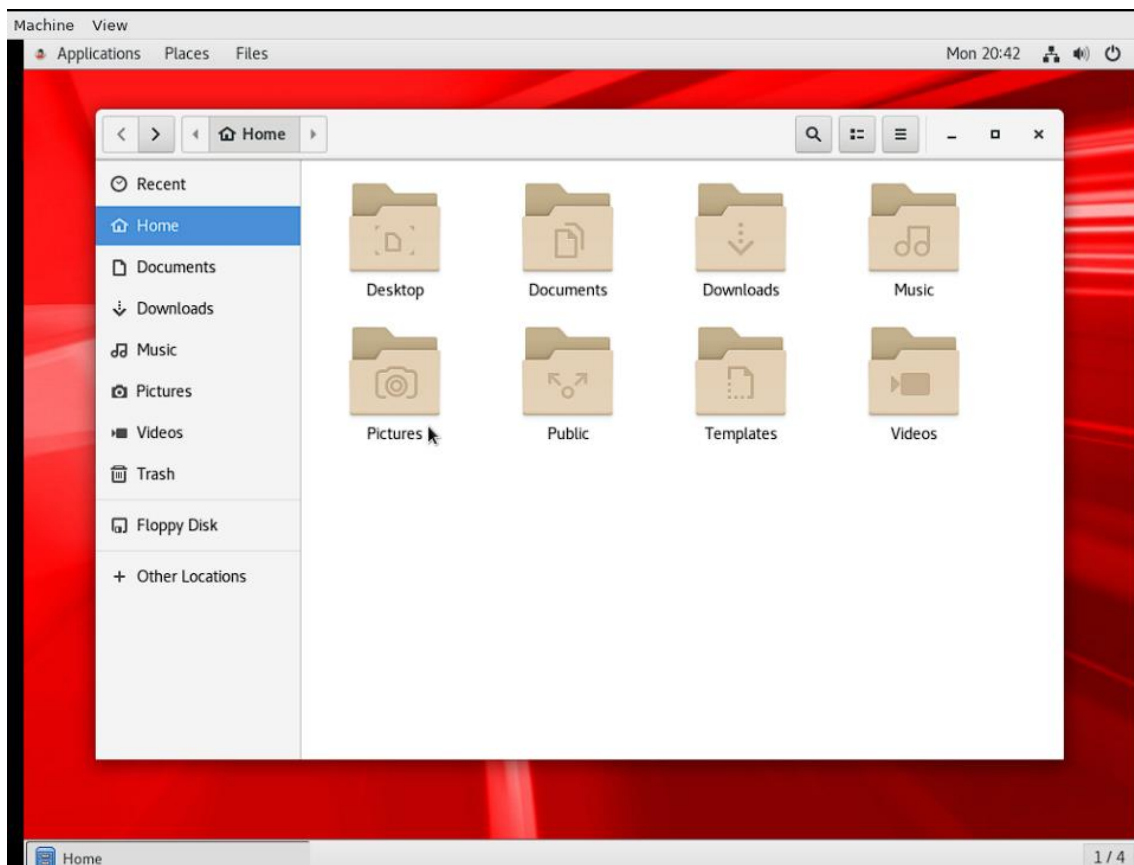 Machine View
Applications Places Files Mon 20:42
Home
Recent
Home
Documents
Downloads
Music
Pictures
Videos
Trash
Floppy Disk
+ Other Locations
Desktop Documents Downloads Music
Pictures Public Templates Videos
Home 1 / 4